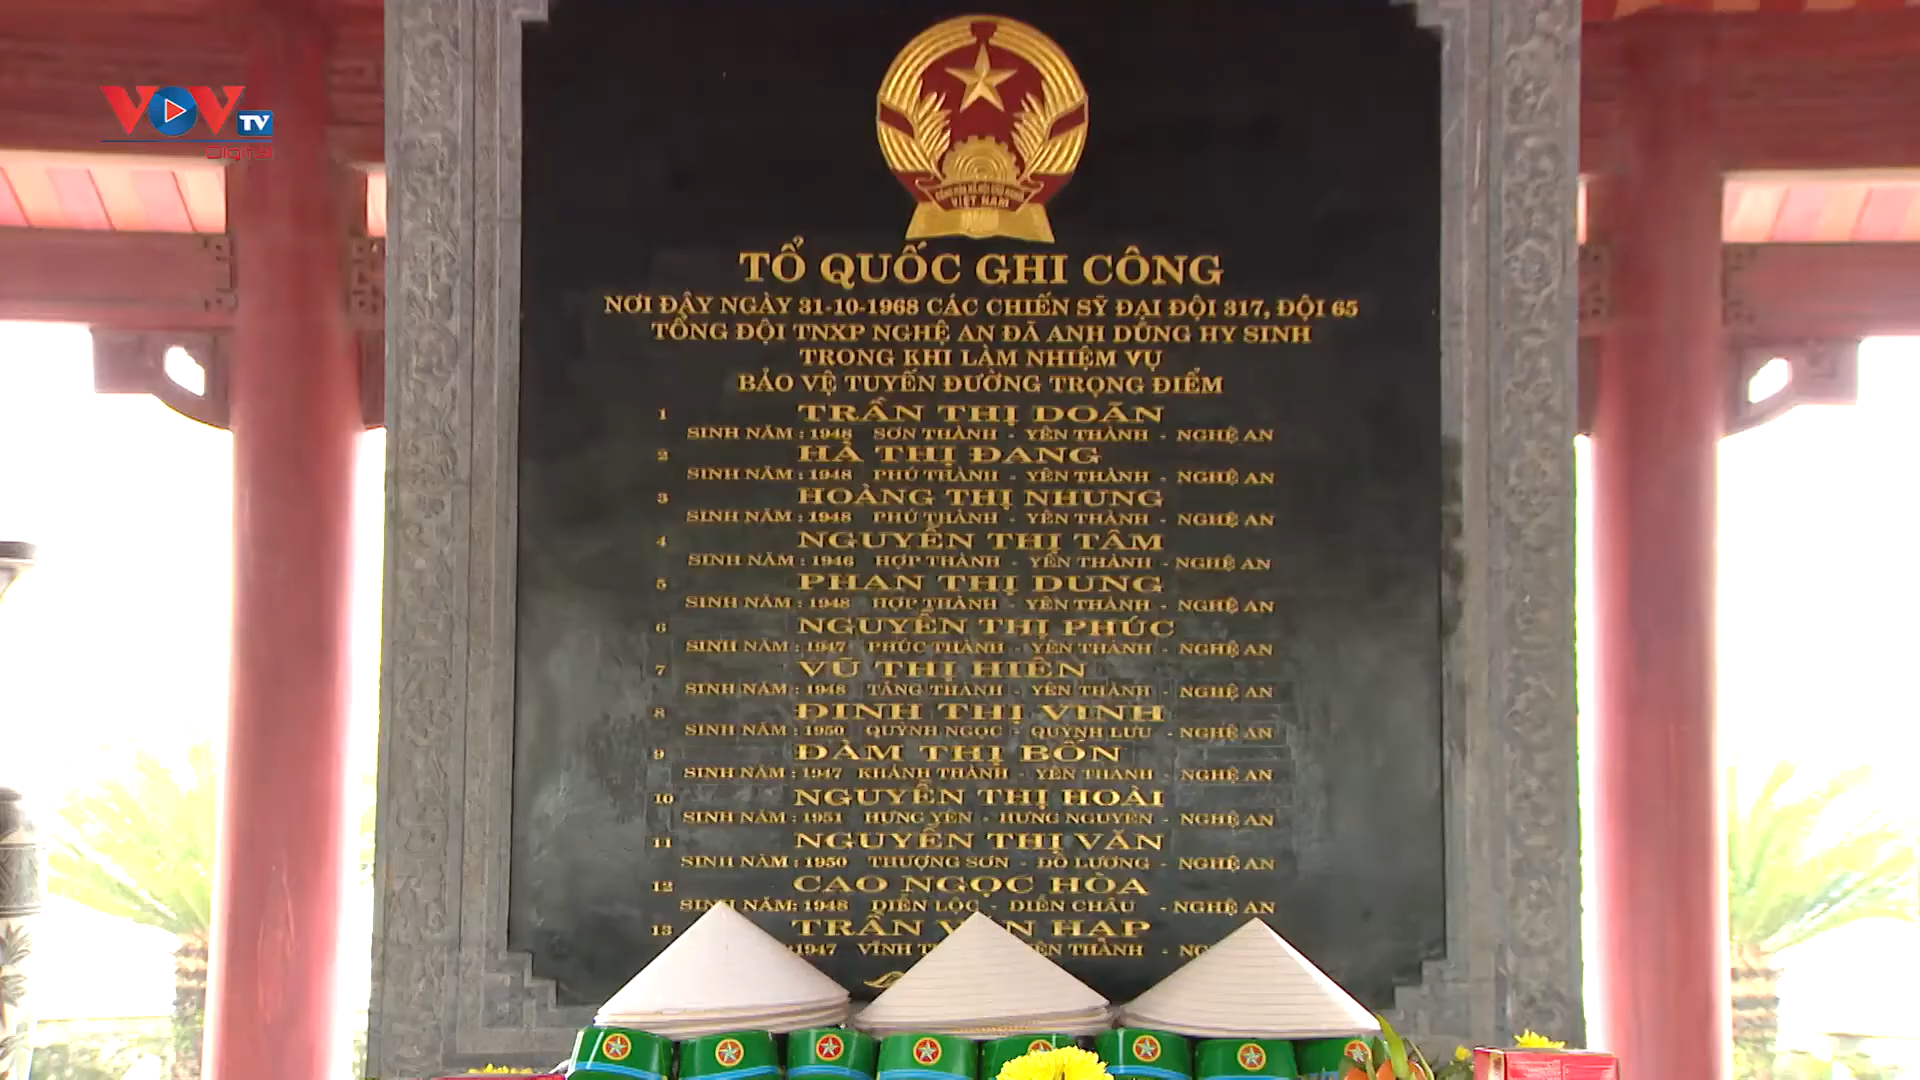 VOV TV
Digital
VIỆT NAM
TỔ QUỐC GHI CÔNG
NƠI ĐÂY NGÀY 31-10-1968 CÁC CHIẾN SỸ ĐẠI ĐỘI 317, ĐỘI 65
TỔNG ĐỘI TNXP NGHỆ AN ĐÃ ANH DŨNG HY SINH
TRONG KHI LÀM NHIỆM VỤ
BẢO VỆ TUYẾN ĐƯỜNG TRỌNG ĐIỂM
1 TRẦN THỊ DOÃN
SINH NĂM : 1948 SƠN THÀNH - YÊN THÀNH - NGHỆ AN
2 HÀ THỊ ĐANG
SINH NĂM : 1948 PHÚ THÀNH - YÊN THÀNH - NGHỆ AN
3 HOÀNG THỊ NHUNG
SINH NĂM : 1948 PHÚ THÀNH - YÊN THÀNH - NGHỆ AN
4 NGUYỄN THỊ TÂM
SINH NĂM : 1946 HỢP THÀNH - YÊN THÀNH - NGHỆ AN
5 PHAN THỊ DUNG
SINH NĂM : 1948 HỢP THÀNH - YÊN THÀNH - NGHỆ AN
6 NGUYỄN THỊ PHÚC
SINH NĂM : 1947 PHÚC THÀNH - YÊN THÀNH - NGHỆ AN
7 VŨ THỊ HIÊN
SINH NĂM : 1948 TĂNG THÀNH - YÊN THÀNH - NGHỆ AN
8 ĐINH THỊ VINH
SINH NĂM : 1950 QUỲNH NGỌC - QUỲNH LƯU - NGHỆ AN
9 ĐÀM THỊ BỐN
SINH NĂM : 1947 KHÁNH THÀNH - YÊN THÀNH - NGHỆ AN
10 NGUYỄN THỊ HOÀI
SINH NĂM : 1951 HƯNG YÊN - HƯNG NGUYÊN - NGHỆ AN
11 NGUYỄN THỊ VĂN
SINH NĂM : 1950 THƯỢNG SƠN - ĐÔ LƯƠNG - NGHỆ AN
12 CAO NGỌC HÒA
SINH NĂM: 1948 DIỄN LỘC - DIỄN CHÂU - NGHỆ AN
13 TRẦN HẠP
:1947 VĨNH THÀNH